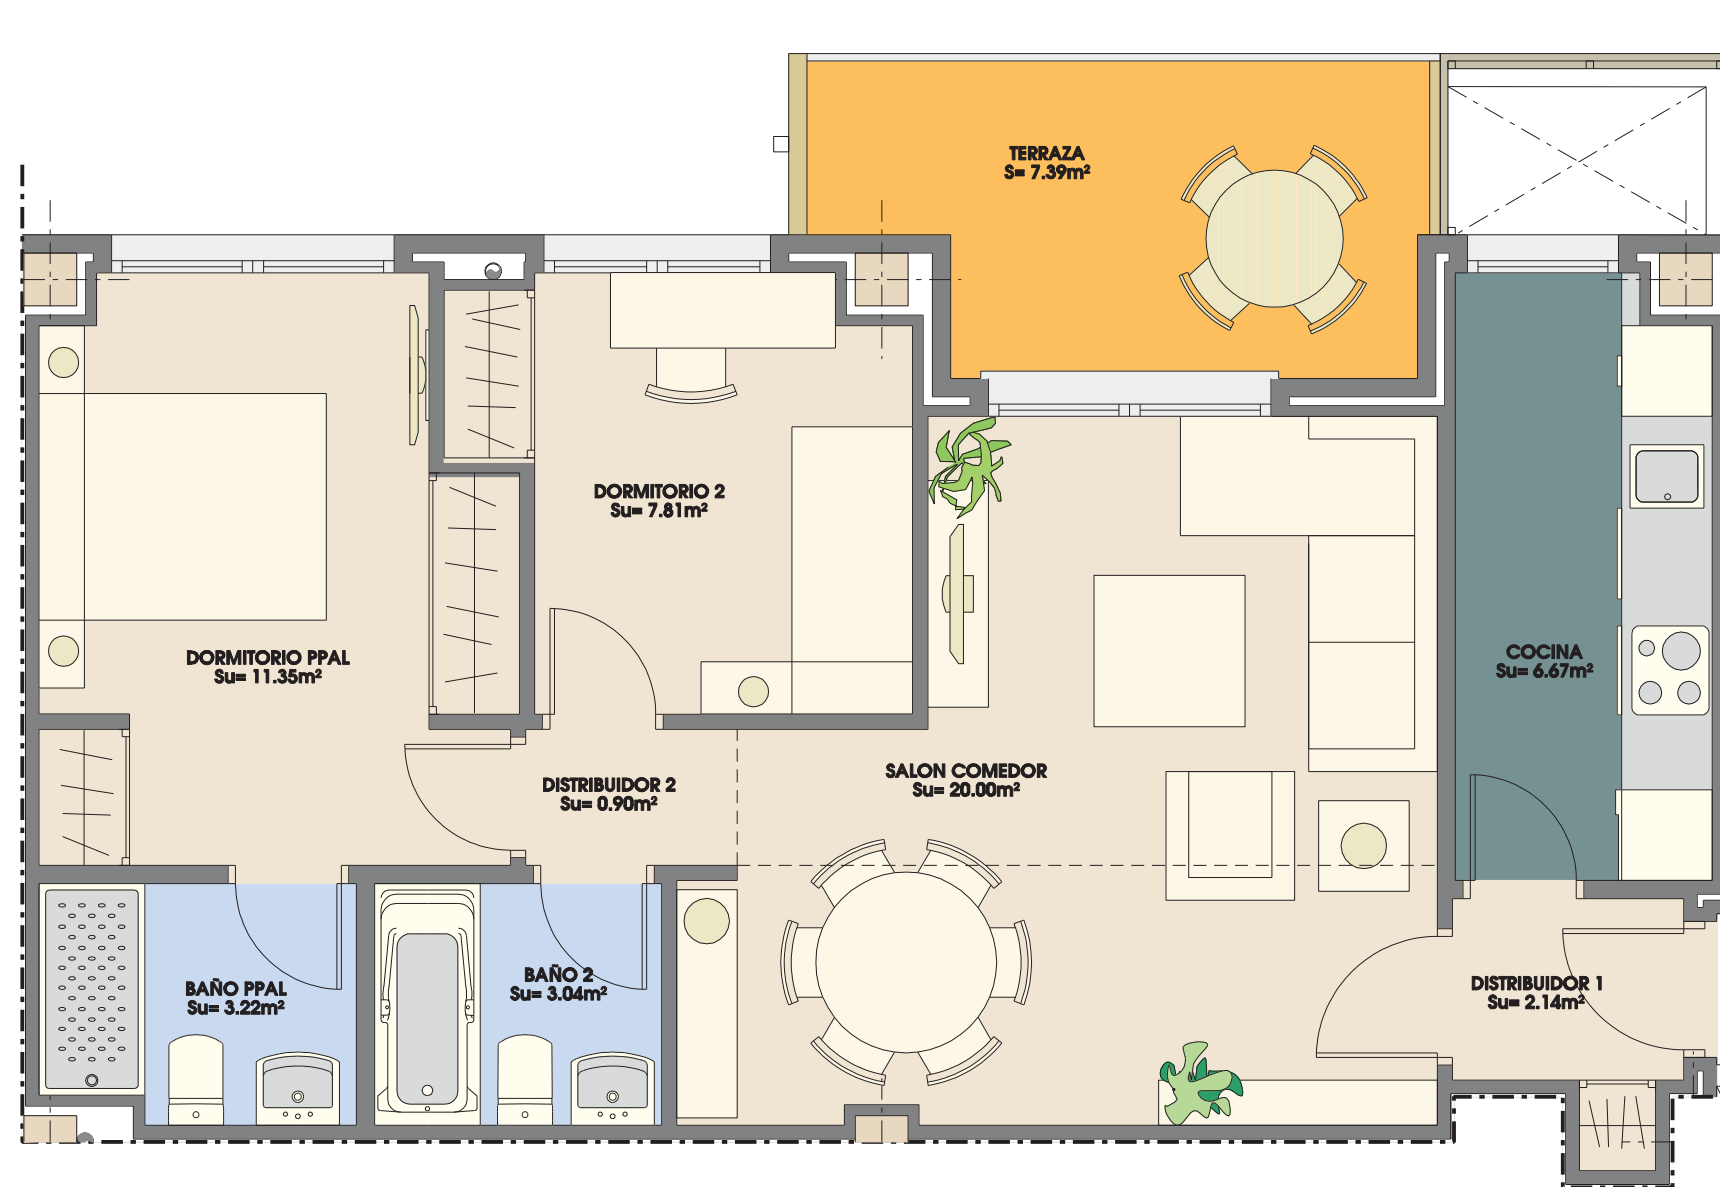 TERRAZA
S= 7.39m²
DORMITORIO 2
Su= 7.81m²
DORMITORIO PPAL
Su= 11.35m²
COCINA
Su= 6.67m²
SALON COMEDOR
Su= 20.00m²
DISTRIBUIDOR 2
Su= 0.90m²
BAÑO 2
Su= 3.04m²
BAÑO PPAL
Su= 3.22m²
DISTRIBUIDOR 1
Su= 2.14m²